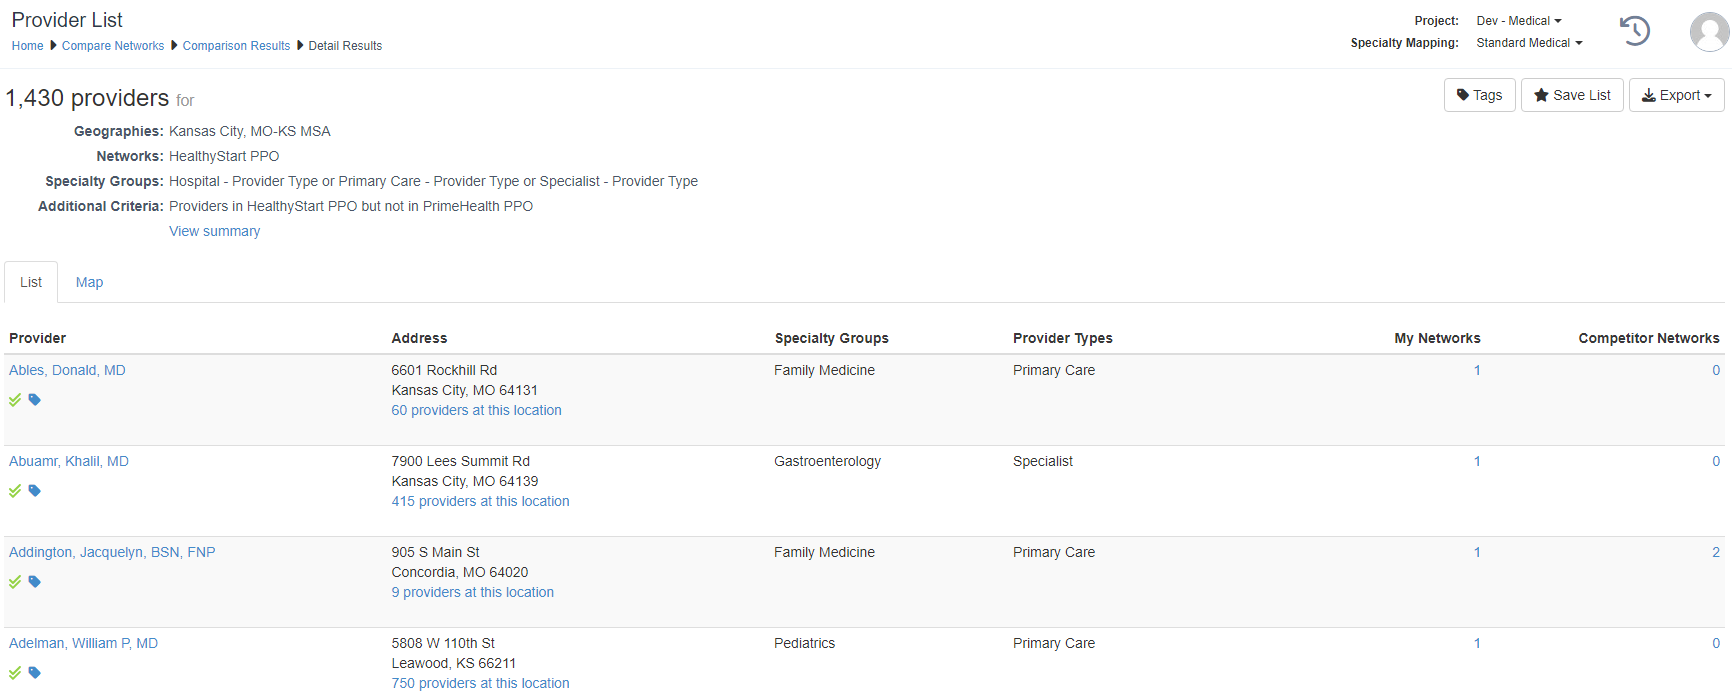 Provider List
Home Compare Networks Comparison Results Detail Results
Project: Dev - Medical
Specialty Mapping: Standard Medical
1,430 providers for
Tags Save List Export
Geographies: Kansas City, MO-KS MSA
Networks: HealthyStart PPO
Specialty Groups: Hospital - Provider Type or Primary Care - Provider Type or Specialist - Provider Type
Additional Criteria: Providers in HealthyStart PPO but not in PrimeHealth PPO
View summary
List Map
Provider Address Specialty Groups Provider Types My Networks Competitor Networks
Ables, Donald, MD 6601 Rockhill Rd Family Medicine Primary Care 1 0
Kansas City, MO 64131
60 providers at this location
Abuamr, Khalil, MD 7900 Lees Summit Rd Gastroenterology Specialist 1 0
Kansas City, MO 64139
415 providers at this location
Addington, Jacquelyn, BSN, FNP 905 S Main St Family Medicine Primary Care 1 2
Concordia, MO 64020
9 providers at this location
Adelman, William P, MD 5808 W 110th St Pediatrics Primary Care 1 0
Leawood, KS 66211
750 providers at this location